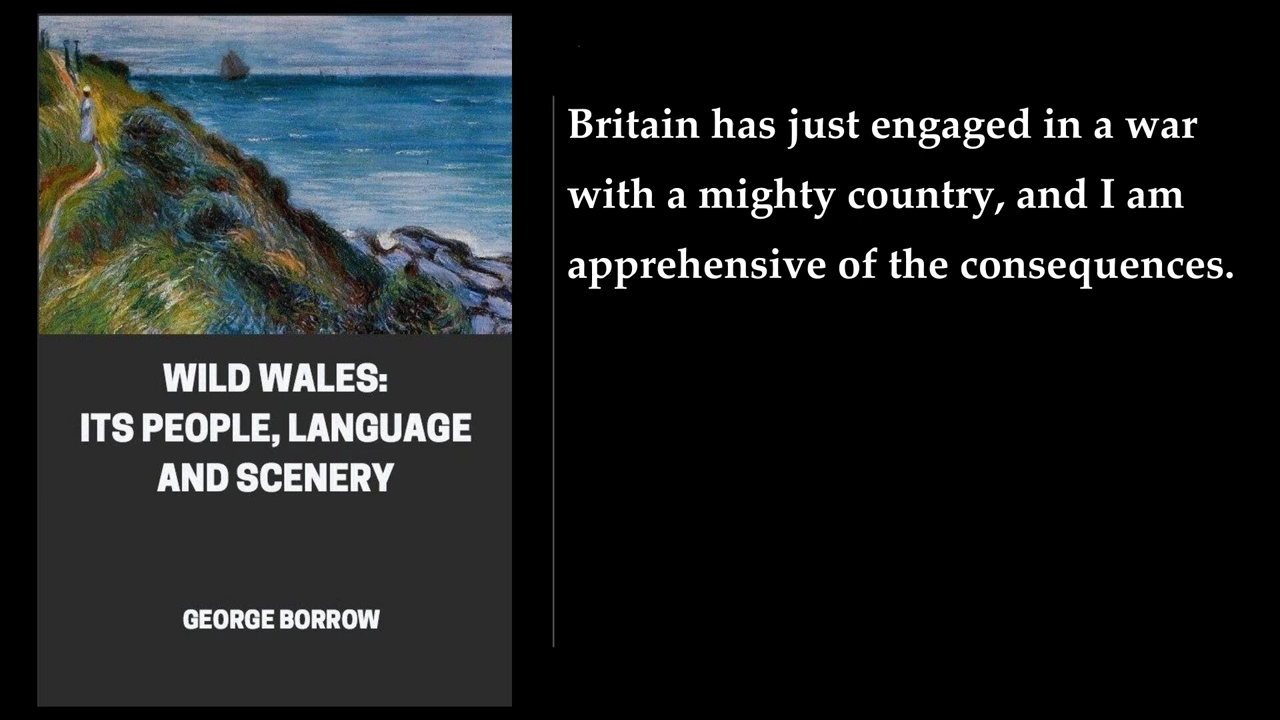 WILD WALES:
ITS PEOPLE, LANGUAGE
AND SCENERY
GEORGE BORROW
Britain has just engaged in a war
with a mighty country, and I am
apprehensive of the consequences.